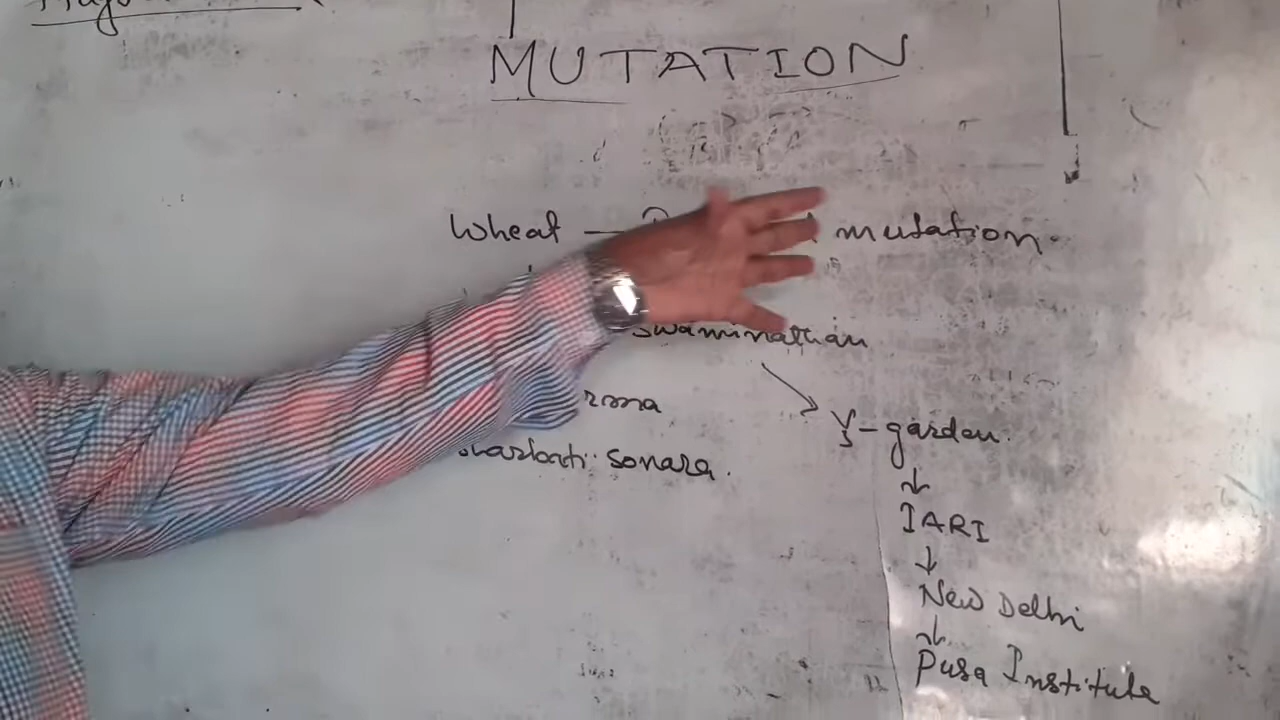 MUTATION
Wheat — mutation.
swaminathan
rma
sharbati sonara.
γ-garden.
↓
IARI
↓
New Delhi
↓
Pusa Institute